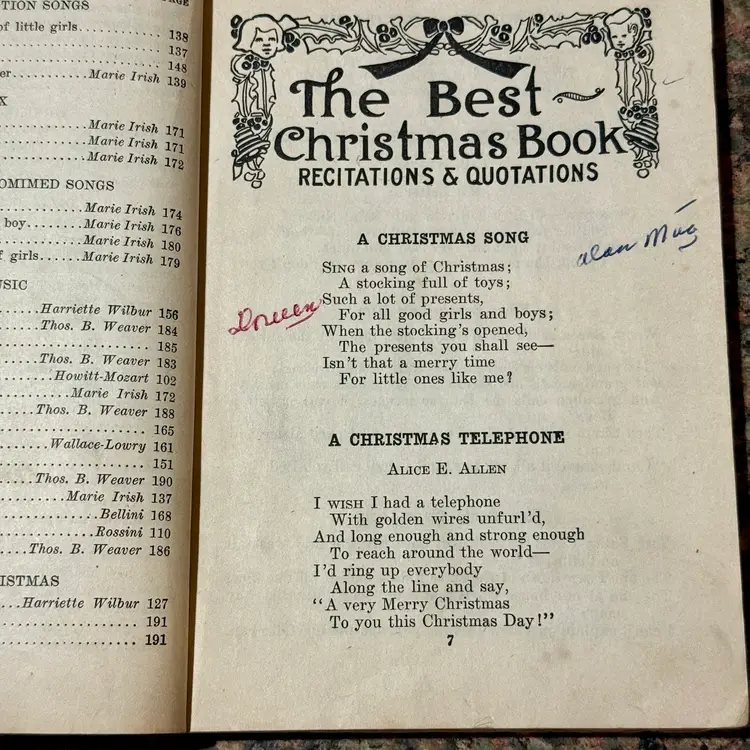 PAGE
TION SONGS
of little girls 138
137
148
er Marie Irish 139
X
Marie Irish 171
Marie Irish 171
Marie Irish 172
OMIMED SONGS
Marie Irish 174
boy Marie Irish 176
Marie Irish 180
f girls Marie Irish 179
USIC
Harriette Wilbur 156
Thos. B. Weaver 184
185
Thos. B. Weaver 183
Howitt-Mozart 102
Marie Irish 172
Thos. B. Weaver 188
165
Wallace-Lowry 161
151
Thos. B. Weaver 190
Marie Irish 137
Bellini 168
Rossini 110
Thos. B. Weaver 186
ISTMAS
Harriette Wilbur 127
191
191
The Best
Christmas Book
RECITATIONS & QUOTATIONS
A CHRISTMAS SONG
alan
SING a song of Christmas;
A stocking full of toys;
Doreen
Such a lot of presents,
For all good girls and boys;
When the stocking's opened,
The presents you shall see—
Isn't that a merry time
For little ones like me?
A CHRISTMAS TELEPHONE
ALICE E. ALLEN
I WISH I had a telephone
With golden wires unfurl'd,
And long enough and strong enough
To reach around the world—
I'd ring up everybody
Along the line and say,
"A very Merry Christmas
To you this Christmas Day!"
7